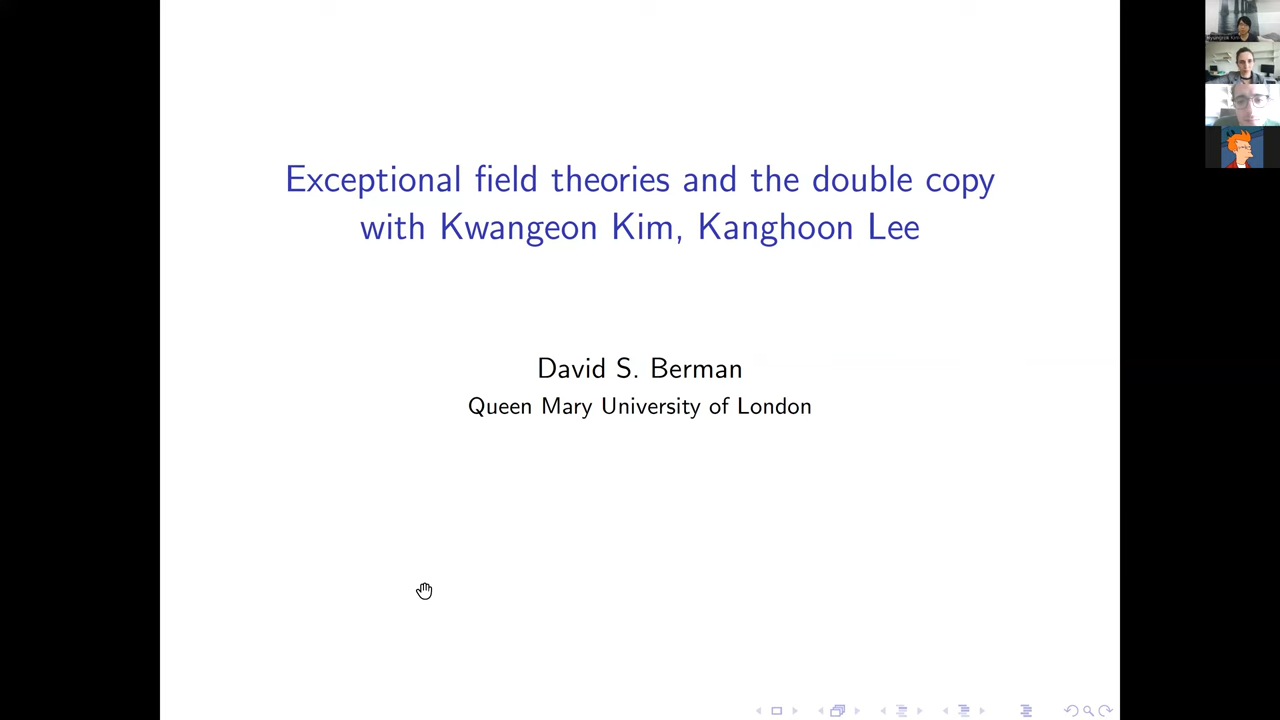 Exceptional field theories and the double copy
with Kwangeon Kim, Kanghoon Lee
David S. Berman
Queen Mary University of London